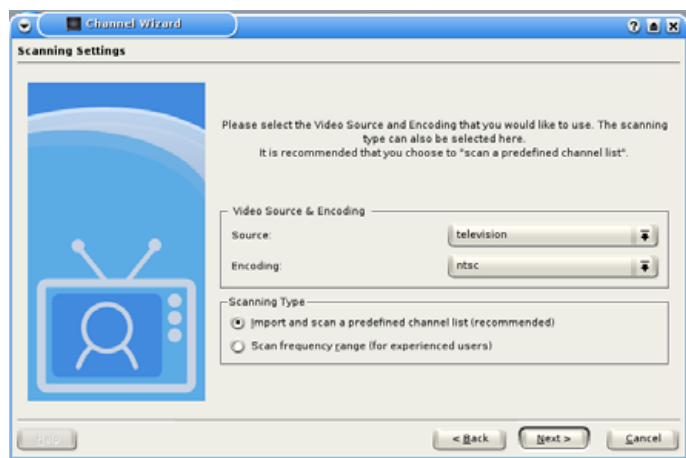 Channel Wizard
Scanning Settings
Please select the Video Source and Encoding that you would like to use. The scanning
type can also be selected here.
It is recommended that you choose to "scan a predefined channel list".
Video Source & Encoding
Source:
television
Encoding:
ntsc
Scanning Type
Import and scan a predefined channel list (recommended)
Scan frequency range (for experienced users)
Help
< Back
Next >
Cancel